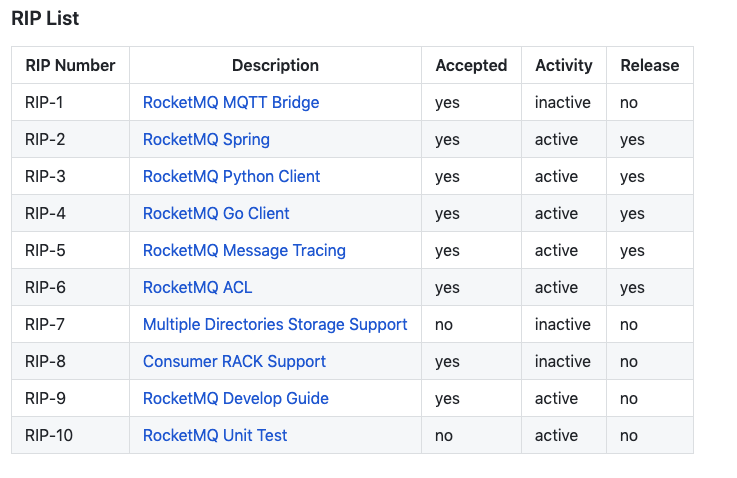 RIP List
RIP Number Description Accepted Activity Release
RIP-1 RocketMQ MQTT Bridge yes inactive no
RIP-2 RocketMQ Spring yes active yes
RIP-3 RocketMQ Python Client yes active yes
RIP-4 RocketMQ Go Client yes active yes
RIP-5 RocketMQ Message Tracing yes active yes
RIP-6 RocketMQ ACL yes active yes
RIP-7 Multiple Directories Storage Support no inactive no
RIP-8 Consumer RACK Support yes inactive no
RIP-9 RocketMQ Develop Guide yes active no
RIP-10 RocketMQ Unit Test no active no